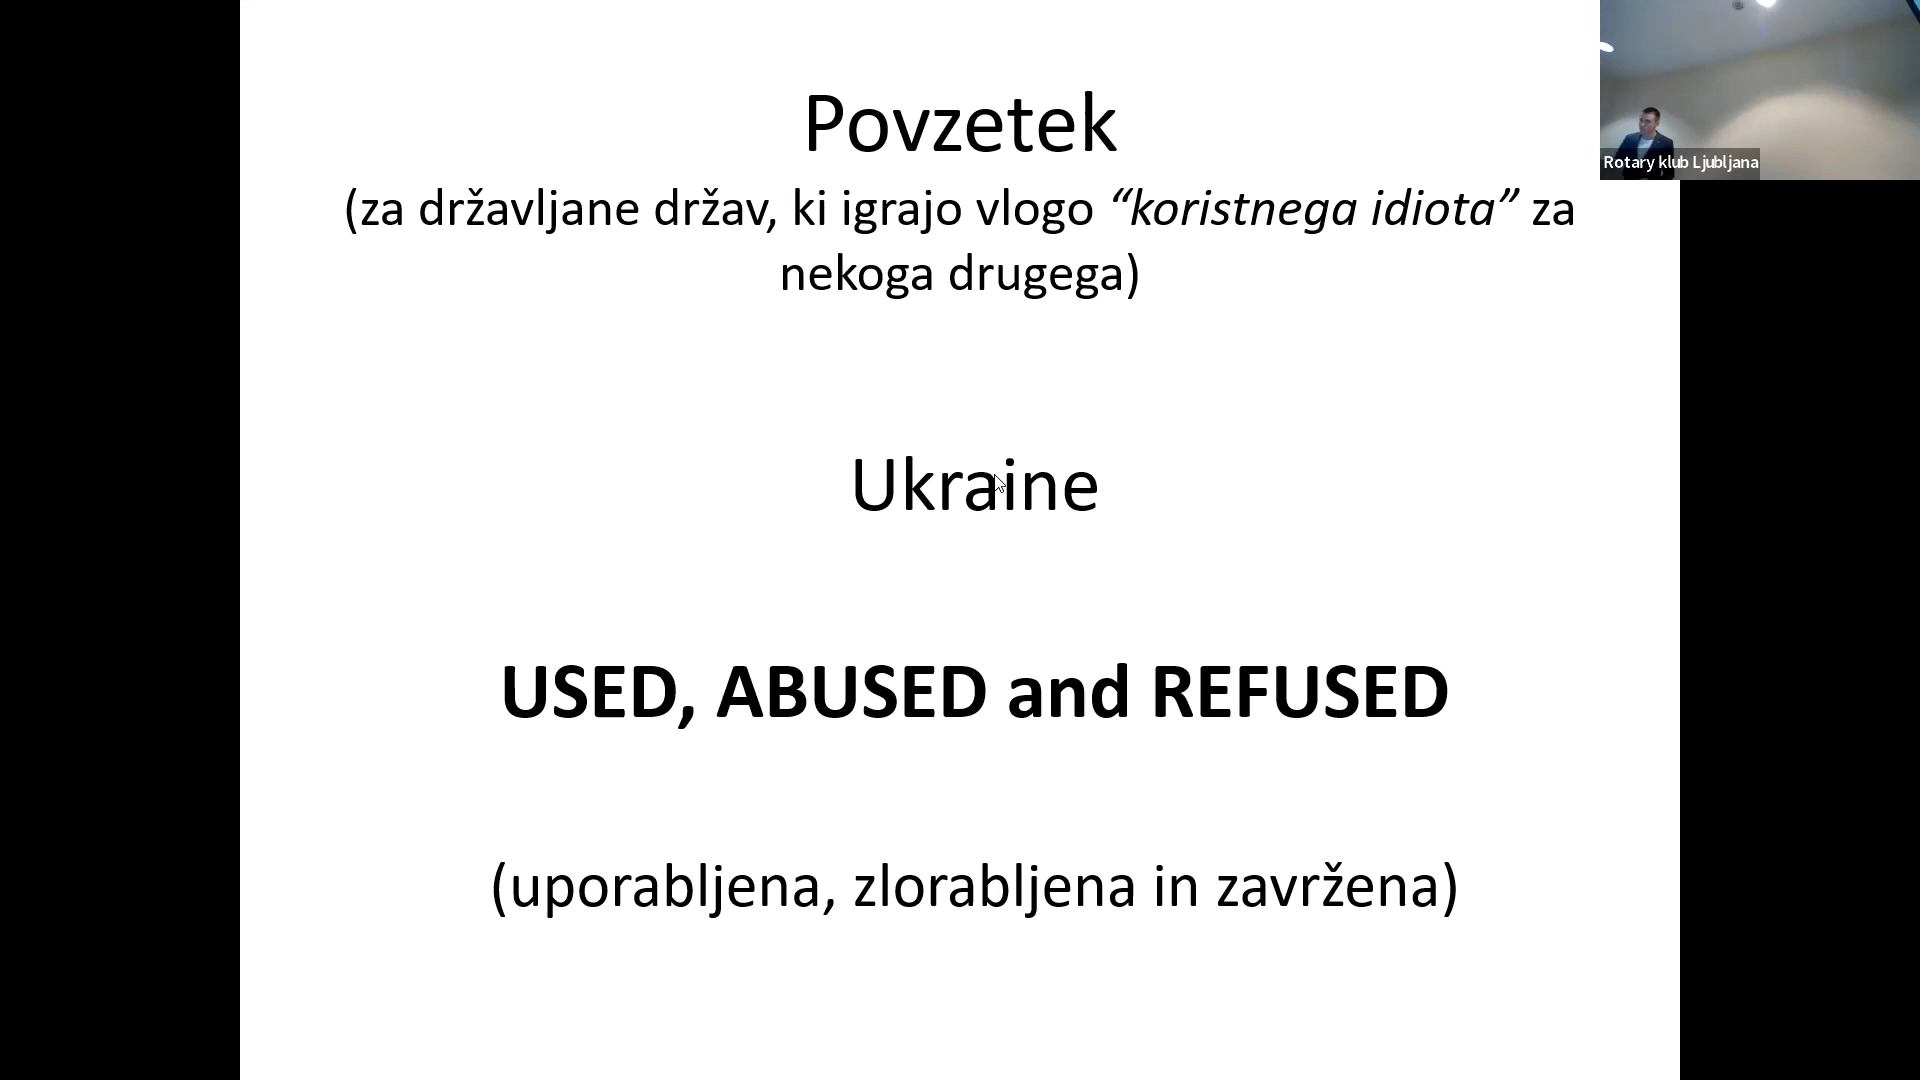 Povzetek
(za državljane držav, ki igrajo vlogo “koristnega idiota” za
nekoga drugega)
Ukraine
USED, ABUSED and REFUSED
(uporabljena, zlorabljena in zavržena)
Rotary klub Ljubljana